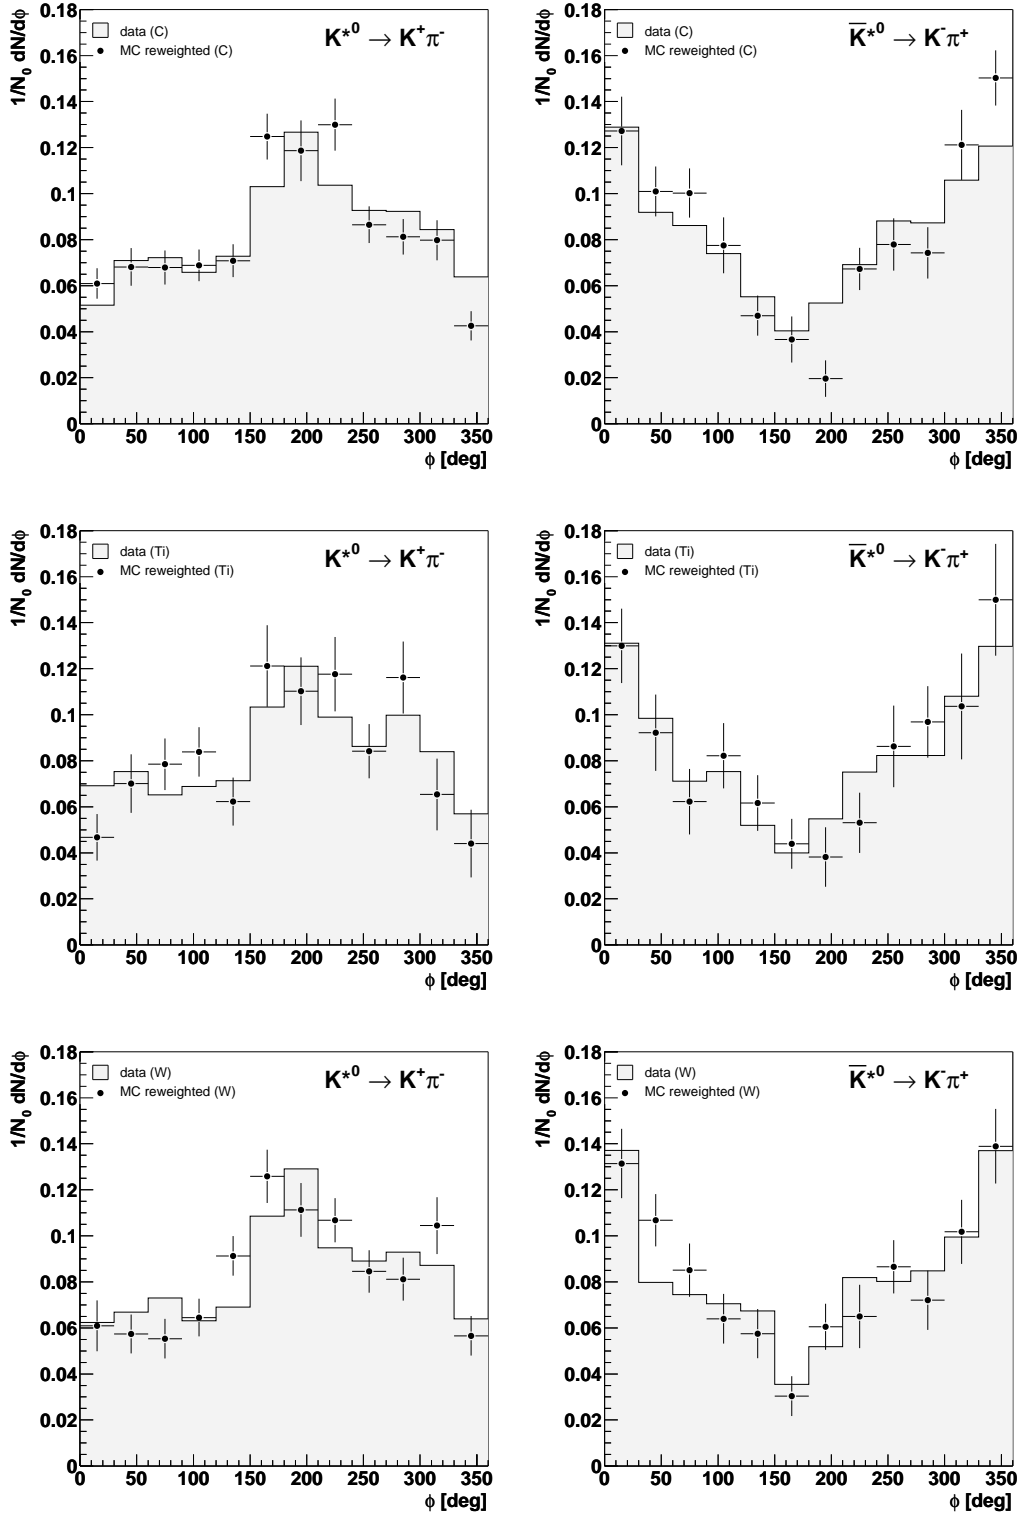 1/N₀ dN/dϕ
data (C)
MC reweighted (C)
K*⁰ → K⁺π⁻
0.18
0.16
0.14
0.12
0.1
0.08
0.06
0.04
0.02
0
0 50 100 150 200 250 300 350
ϕ [deg]
1/N₀ dN/dϕ
data (C)
MC reweighted (C)
K̅*⁰ → K⁻π⁺
0.18
0.16
0.14
0.12
0.1
0.08
0.06
0.04
0.02
0
0 50 100 150 200 250 300 350
ϕ [deg]
1/N₀ dN/dϕ
data (Ti)
MC reweighted (Ti)
K*⁰ → K⁺π⁻
0.18
0.16
0.14
0.12
0.1
0.08
0.06
0.04
0.02
0
0 50 100 150 200 250 300 350
ϕ [deg]
1/N₀ dN/dϕ
data (Ti)
MC reweighted (Ti)
K̅*⁰ → K⁻π⁺
0.18
0.16
0.14
0.12
0.1
0.08
0.06
0.04
0.02
0
0 50 100 150 200 250 300 350
ϕ [deg]
1/N₀ dN/dϕ
data (W)
MC reweighted (W)
K*⁰ → K⁺π⁻
0.18
0.16
0.14
0.12
0.1
0.08
0.06
0.04
0.02
0
0 50 100 150 200 250 300 350
ϕ [deg]
1/N₀ dN/dϕ
data (W)
MC reweighted (W)
K̅*⁰ → K⁻π⁺
0.18
0.16
0.14
0.12
0.1
0.08
0.06
0.04
0.02
0
0 50 100 150 200 250 300 350
ϕ [deg]